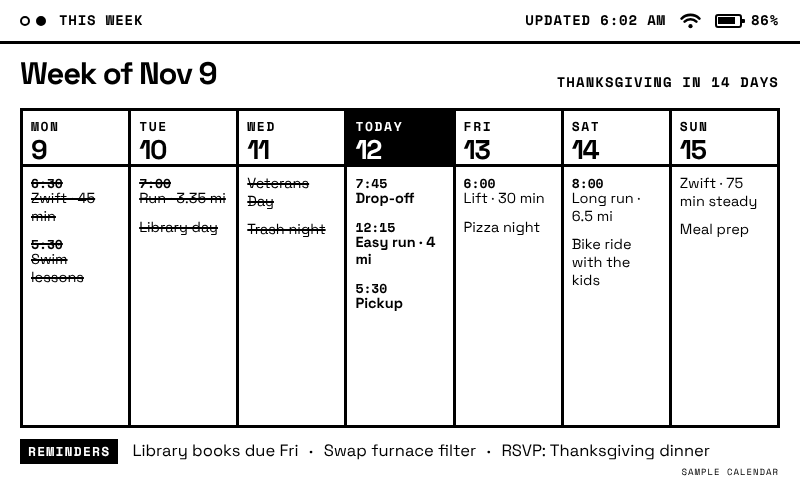 THIS WEEK
UPDATED 6:02 AM
86%
Week of Nov 9
THANKSGIVING IN 14 DAYS
MON
9
6:30
Zwift · 45
min
5:30
Swim
lessons
TUE
10
7:00
Run · 3.35 mi
Library day
WED
11
Veterans
Day
Trash night
TODAY
12
7:45
Drop-off
12:15
Easy run · 4
mi
5:30
Pickup
FRI
13
6:00
Lift · 30 min
Pizza night
SAT
14
8:00
Long run ·
6.5 mi
Bike ride
with the
kids
SUN
15
Zwift · 75
min steady
Meal prep
REMINDERS
Library books due Fri · Swap furnace filter · RSVP: Thanksgiving dinner
SAMPLE CALENDAR